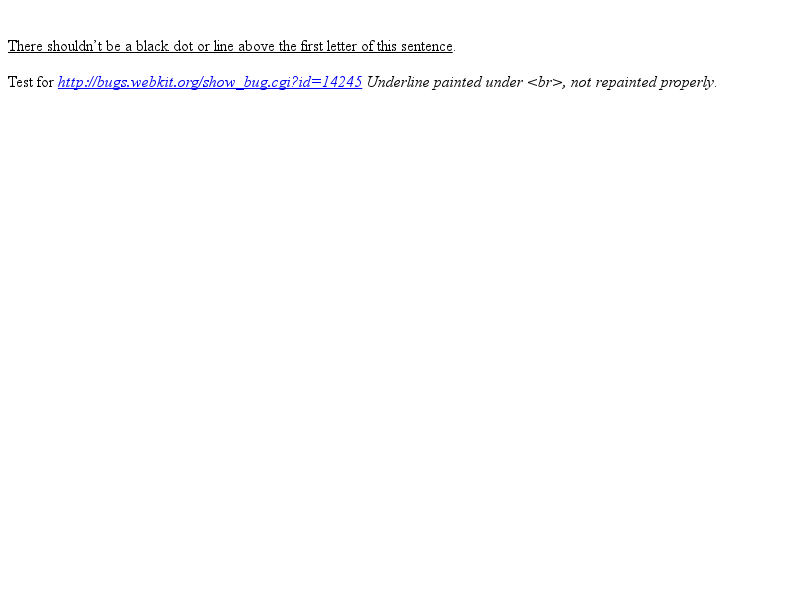 There shouldn’t be a black dot or line above the first letter of this sentence.
Test for http://bugs.webkit.org/show_bug.cgi?id=14245 Underline painted under <br>, not repainted properly.